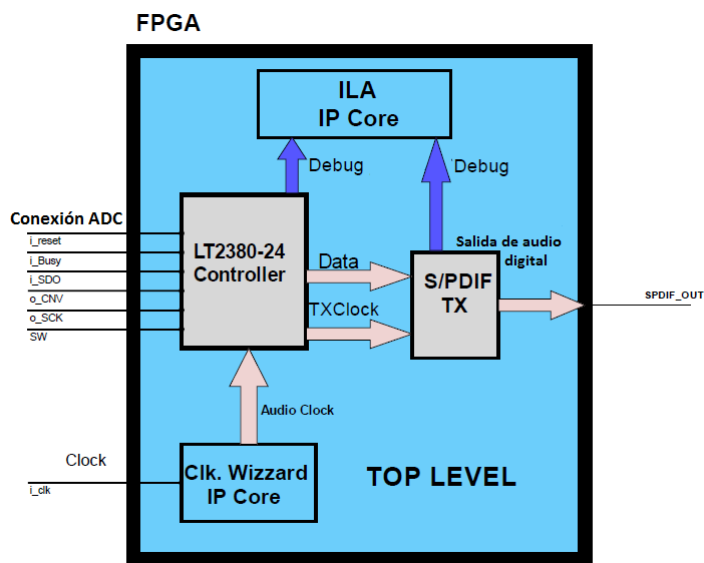 FPGA
ILA
IP Core
Debug
Debug
Conexión ADC
i_reset
i_Busy
i_SDO
o_CNV
o_SCK
SW
LT2380-24
Controller
Data
TXClock
S/PDIF
TX
Salida de audio
digital
SPDIF_OUT
Audio Clock
Clock
i_clk
Clk. Wizzard
IP Core
TOP LEVEL